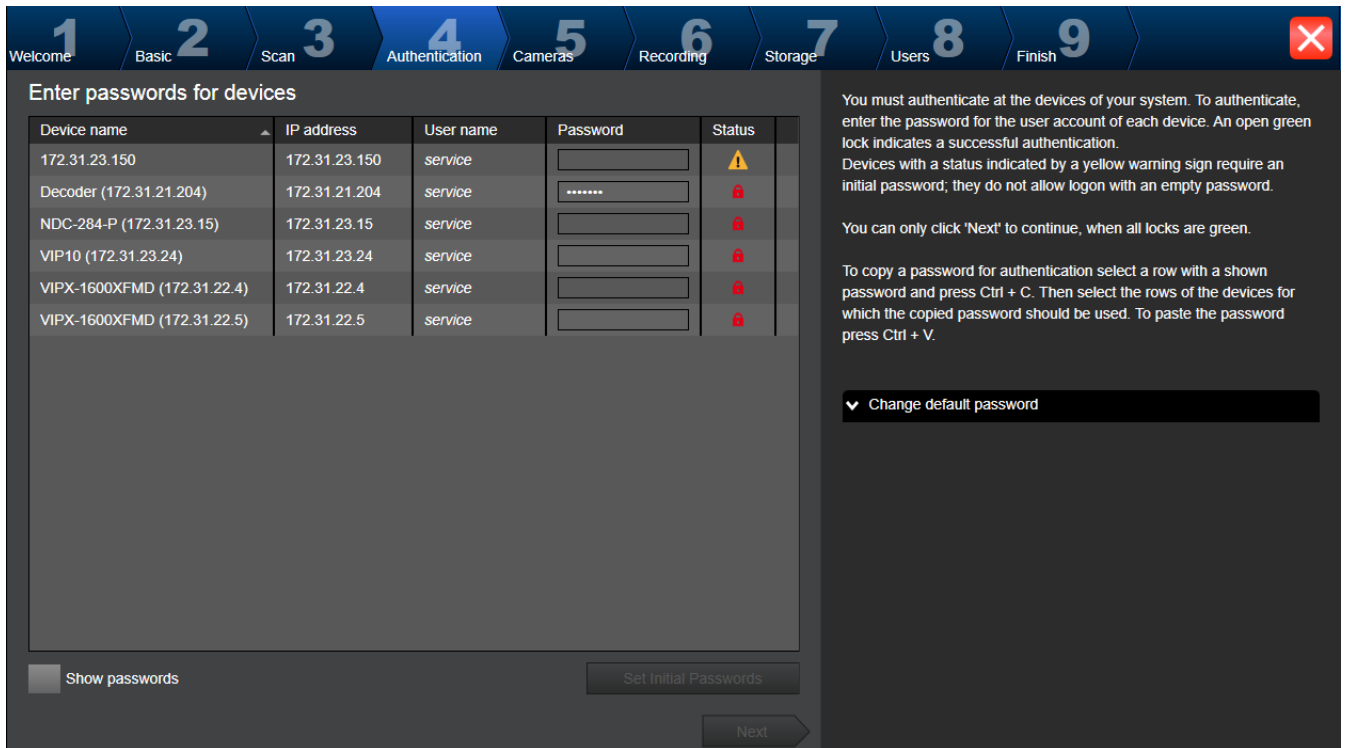 1 Welcome
2 Basic
3 Scan
4 Authentication
5 Cameras
6 Recording
7 Storage
8 Users
9 Finish
Enter passwords for devices
Device name IP address User name Password Status
172.31.23.150 172.31.23.150 service
Decoder (172.31.21.204) 172.31.21.204 service •••••••
NDC-284-P (172.31.23.15) 172.31.23.15 service
VIP10 (172.31.23.24) 172.31.23.24 service
VIPX-1600XFMD (172.31.22.4) 172.31.22.4 service
VIPX-1600XFMD (172.31.22.5) 172.31.22.5 service
Show passwords
Set Initial Passwords
Next
You must authenticate at the devices of your system. To authenticate,
enter the password for the user account of each device. An open green
lock indicates a successful authentication.
Devices with a status indicated by a yellow warning sign require an
initial password; they do not allow logon with an empty password.
You can only click 'Next' to continue, when all locks are green.
To copy a password for authentication select a row with a shown
password and press Ctrl + C. Then select the rows of the devices for
which the copied password should be used. To paste the password
press Ctrl + V.
Change default password